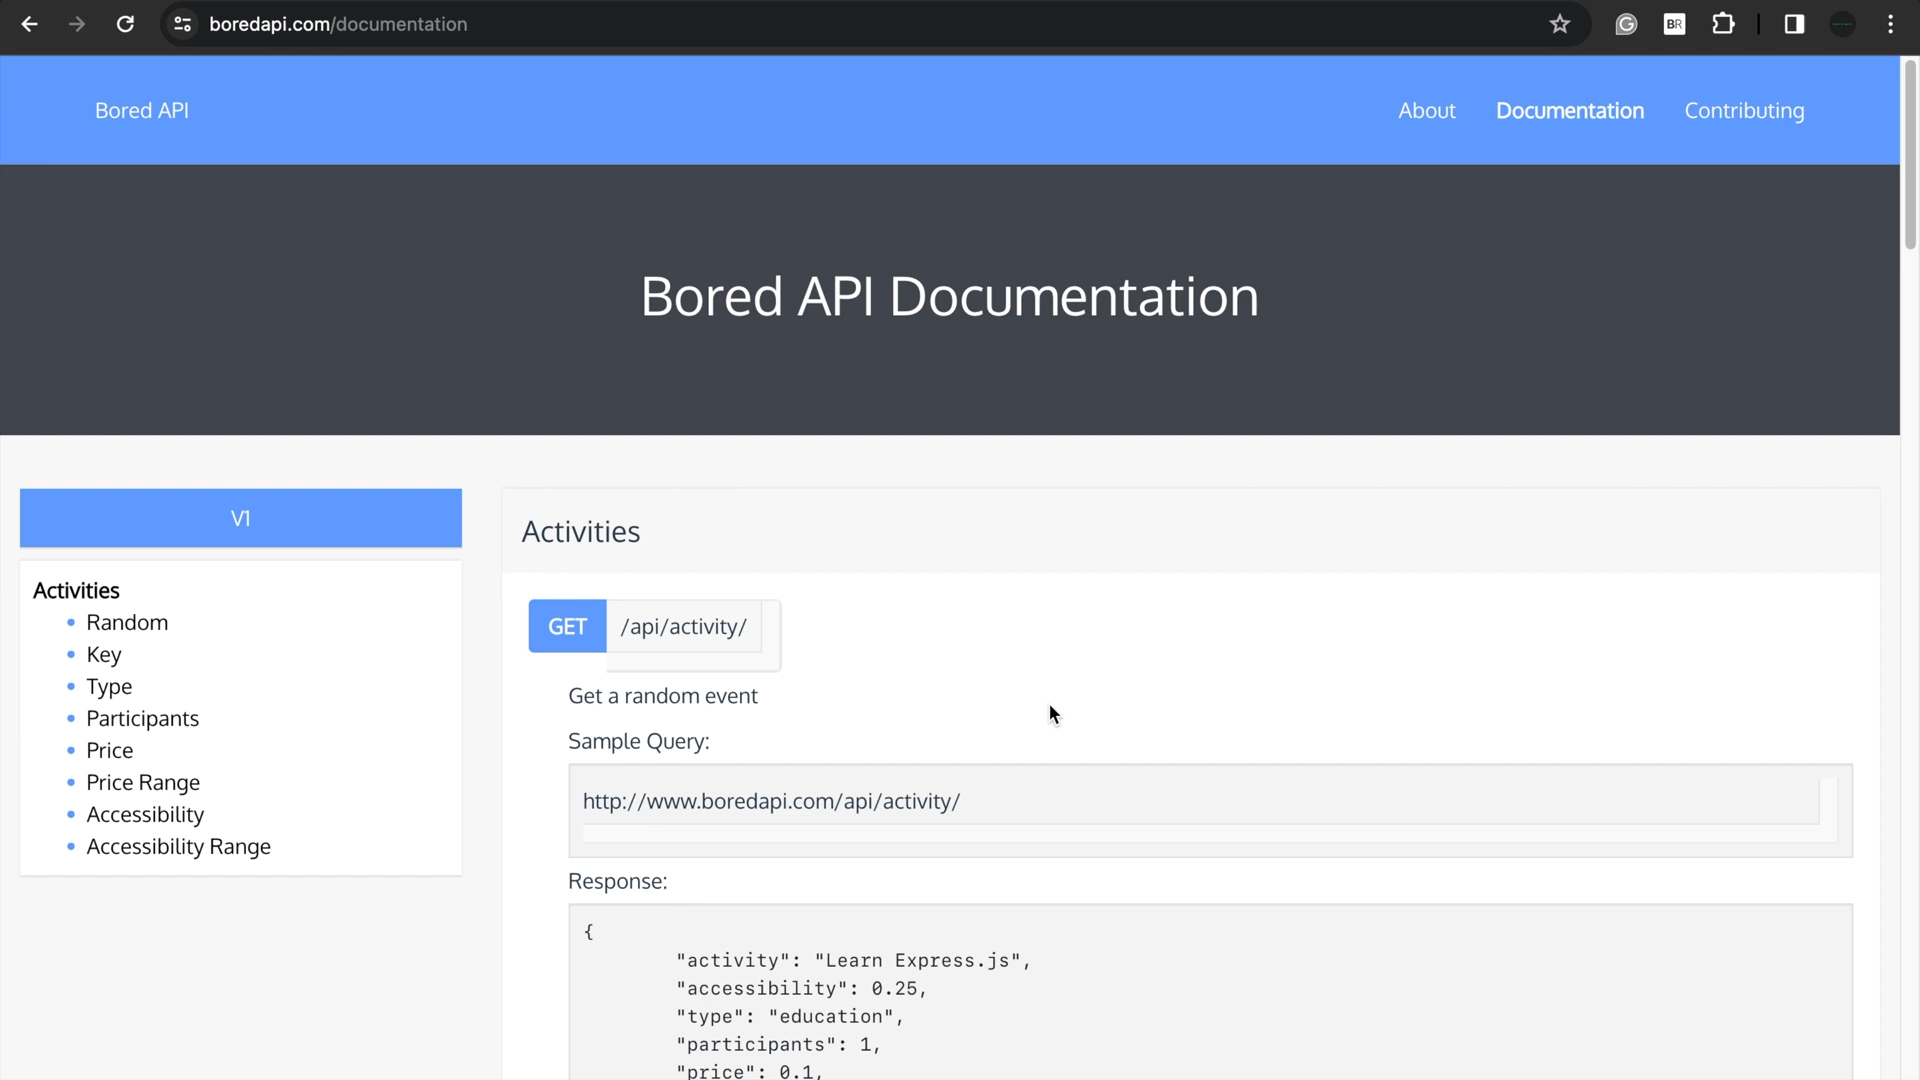 boredapi.com/documentation
BR
Bored API
About Documentation Contributing
Bored API Documentation
V1
Activities
Random
Key
Type
Participants
Price
Price Range
Accessibility
Accessibility Range
Activities
GET /api/activity/
Get a random event
Sample Query:
http://www.boredapi.com/api/activity/
Response:
{
"activity": "Learn Express.js",
"accessibility": 0.25,
"type": "education",
"participants": 1,
"price": 0.1,